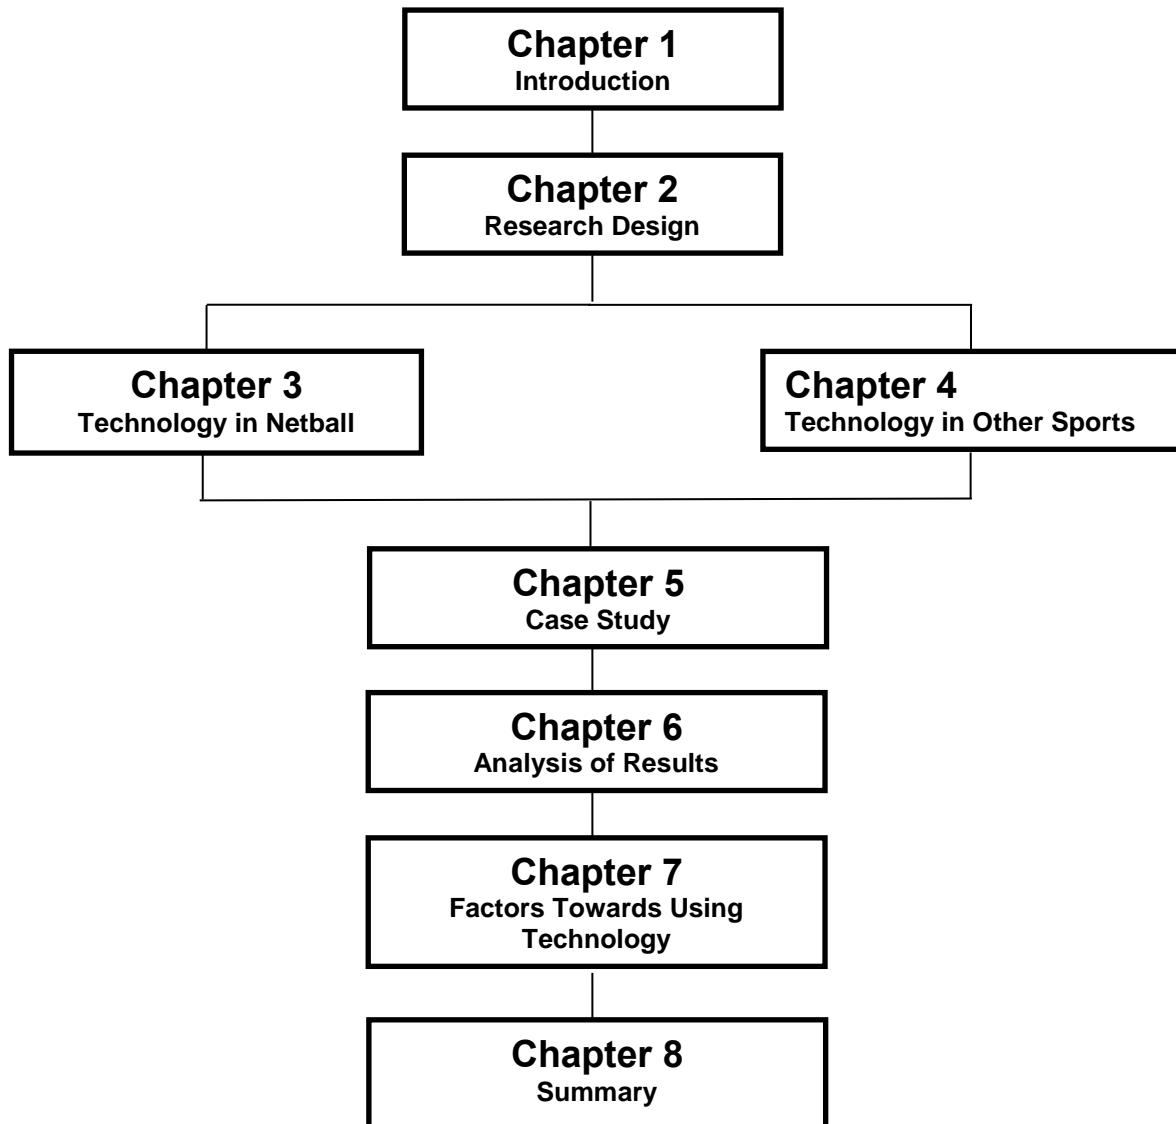 Chapter 1
Introduction
Chapter 2
Research Design
Chapter 3
Technology in Netball
Chapter 4
Technology in Other Sports
Chapter 5
Case Study
Chapter 6
Analysis of Results
Chapter 7
Factors Towards Using
Technology
Chapter 8
Summary